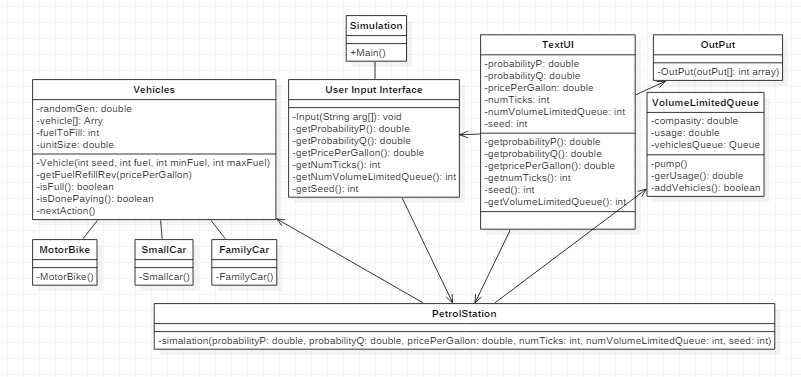 Simulation
+Main()
Vehicles
-randomGen: double
-vehicle[]: Arry
-fuelToFill: int
-unitSize: double
-Vehicle(int seed, int fuel, int minFuel, int maxFuel)
-getFuelRefillRev(pricePerGallon)
-isFull(): boolean
-isDonePaying(): boolean
-nextAction()
User Input Interface
-Input(String arg[]): void
-getProbabilityP(): double
-getProbabilityQ(): double
-getPricePerGallon(): double
-getNumTicks(): int
-getNumVolumeLimitedQueue(): int
-getSeed(): int
TextUI
-probabilityP: double
-probabilityQ: double
-pricePerGallon: double
-numTicks: int
-numVolumeLimitedQueue: int
-seed: int
-getprobabilityP(): double
-getprobabilityQ(): double
-getpricePerGallon(): double
-getnumTicks(): int
-seed(): int
-getVolumeLimitedQueue(): int
OutPut
-OutPut(outPut[]: int array)
VolumeLimitedQueue
-compasity: double
-usage: double
-vehiclesQueue: Queue
-pump()
-gerUsage(): double
-addVehicles(): boolean
MotorBike
-MotorBike()
SmallCar
-Smallcar()
FamilyCar
-FamilyCar()
PetrolStation
-simalation(probabilityP: double, probabilityQ: double, pricePerGallon: double, numTicks: int, numVolumeLimitedQueue: int, seed: int)